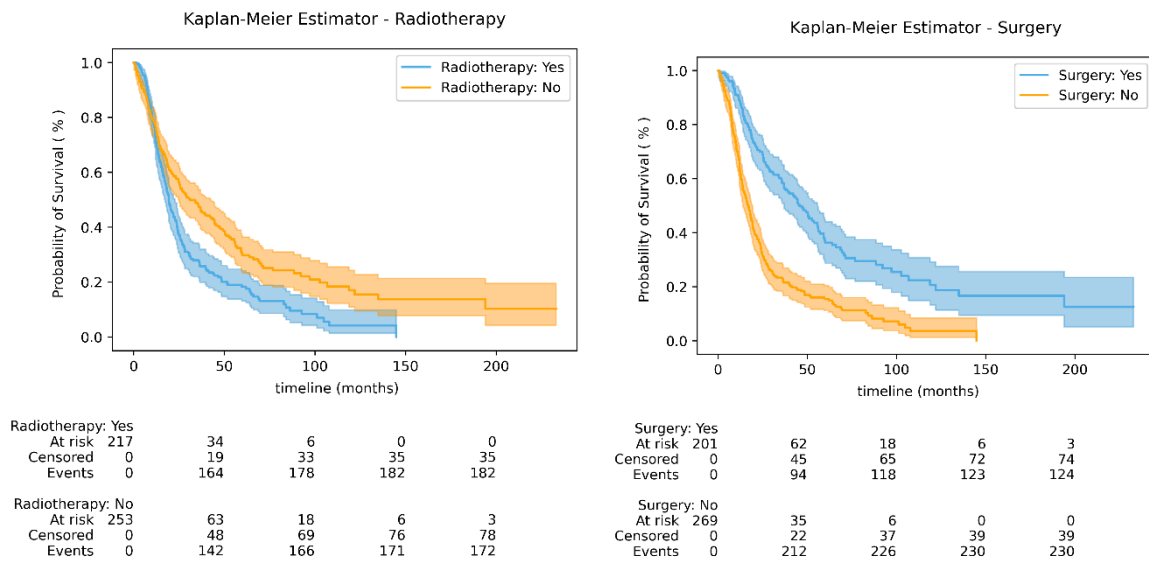 Kaplan-Meier Estimator - Radiotherapy
Radiotherapy: Yes
Radiotherapy: No
Probability of Survival ( % )
1.0
0.8
0.6
0.4
0.2
0.0
0 50 100 150 200
timeline (months)
Radiotherapy: Yes
At risk 217 34 6 0 0
Censored 0 19 33 35 35
Events 0 164 178 182 182
Radiotherapy: No
At risk 253 63 18 6 3
Censored 0 48 69 76 78
Events 0 142 166 171 172
Kaplan-Meier Estimator - Surgery
Surgery: Yes
Surgery: No
Probability of Survival ( % )
1.0
0.8
0.6
0.4
0.2
0.0
0 50 100 150 200
timeline (months)
Surgery: Yes
At risk 201 62 18 6 3
Censored 0 45 65 72 74
Events 0 94 118 123 124
Surgery: No
At risk 269 35 6 0 0
Censored 0 22 37 39 39
Events 0 212 226 230 230